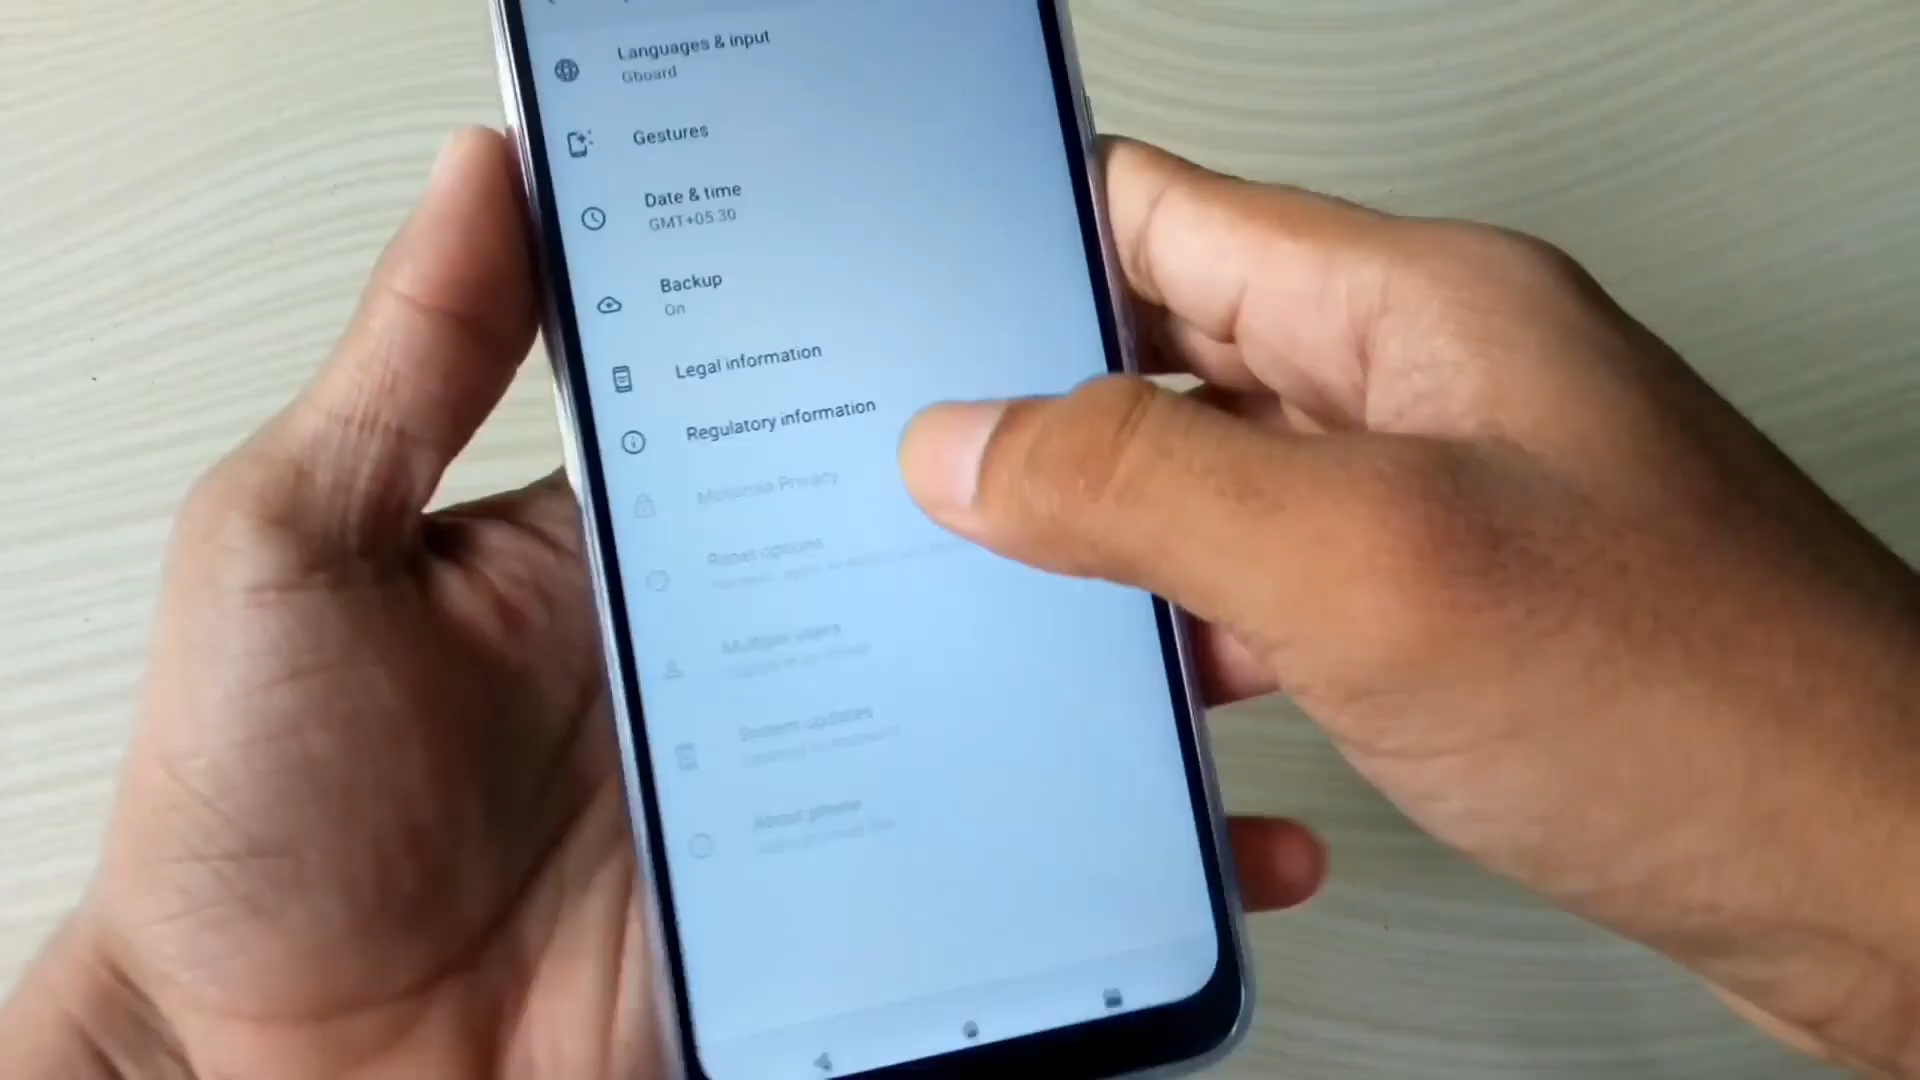 Languages & input
Gboard
Gestures
Date & time
GMT+05:30
Backup
On
Legal information
Regulatory information
Motorola Privacy
Reset options
Multiple users
System updates
About phone